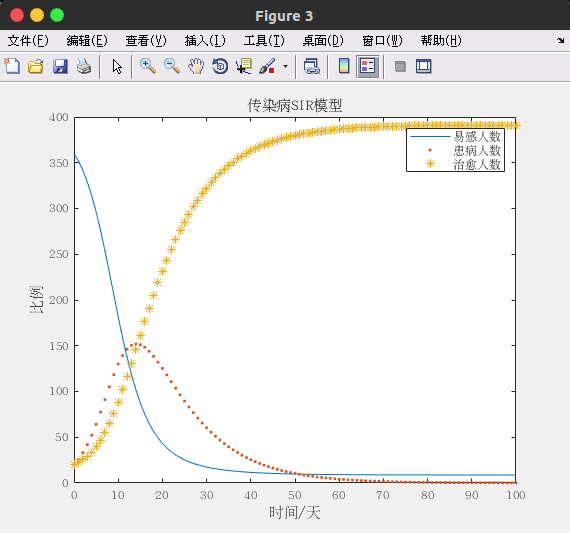 Figure 3
文件(F) 编辑(E) 查看(V) 插入(I) 工具(T) 桌面(D) 窗口(W) 帮助(H)
传染病SIR模型
400
350
300
250
200
150
100
50
0
比例
易感人数
患病人数
治愈人数
0 10 20 30 40 50 60 70 80 90 100
时间/天